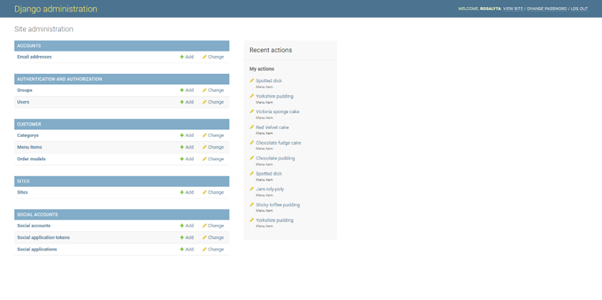 Django administration
WELCOME, ROSALYTA. VIEW SITE / CHANGE PASSWORD / LOG OUT
Site administration
ACCOUNTS
Email addresses Add Change
AUTHENTICATION AND AUTHORIZATION
Groups Add Change
Users Add Change
CUSTOMER
Categorys Add Change
Menu items Add Change
Order models Add Change
SITES
Sites Add Change
SOCIAL ACCOUNTS
Social accounts Add Change
Social application tokens Add Change
Social applications Add Change
Recent actions
My actions
Spotted dick
Menu item
Yorkshire pudding
Menu item
Victoria sponge cake
Menu item
Red Velvet cake
Menu item
Chocolate fudge cake
Menu item
Chocolate pudding
Menu item
Spotted dick
Menu item
Jam roly-poly
Menu item
Sticky toffee pudding
Menu item
Yorkshire pudding
Menu item